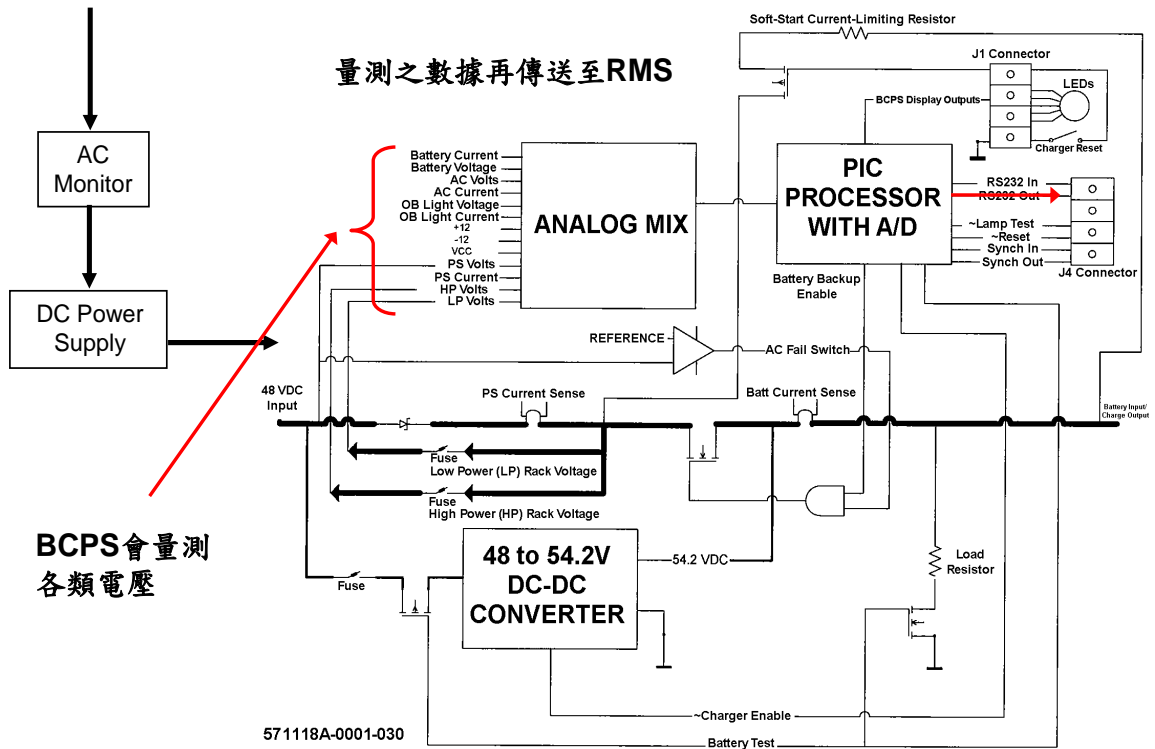 Soft-Start Current-Limiting Resistor
J1 Connector
量測之數據再傳送至RMS
LEDs
BCPS Display Outputs
Charger Reset
AC
Monitor
Battery Current
Battery Voltage
AC Volts
AC Current
OB Light Voltage
OB Light Current
+12
-12
VCC
PS Volts
PS Current
HP Volts
LP Volts
ANALOG MIX
PIC
PROCESSOR
WITH A/D
RS232 In
RS232 Out
~Lamp Test
~Reset
Synch In
Synch Out
J4 Connector
Battery Backup
Enable
DC Power
Supply
REFERENCE
AC Fail Switch
48 VDC
Input
PS Current Sense
Batt Current Sense
Battery Input/
Charge Output
Fuse
Low Power (LP) Rack Voltage
Fuse
High Power (HP) Rack Voltage
BCPS會量測
各類電壓
48 to 54.2V
DC-DC
CONVERTER
54.2 VDC
Load
Resistor
Fuse
~Charger Enable
571118A-0001-030
Battery Test